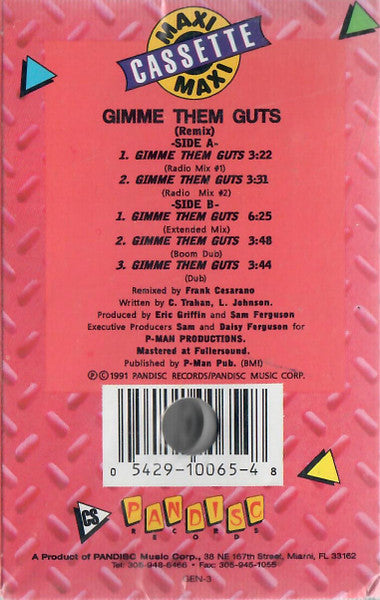 MAXI
CASSETTE
MAXI
GIMME THEM GUTS
(Remix)
-SIDE A-
1. GIMME THEM GUTS 3:22
(Radio Mix #1)
2. GIMME THEM GUTS 3:31
(Radio Mix #2)
-SIDE B-
1. GIMME THEM GUTS 6:25
(Extended Mix)
2. GIMME THEM GUTS 3:48
(Boom Dub)
3. GIMME THEM GUTS 3:44
(Dub)
Remixed by Frank Cesarano
Written by C. Trahan, L. Johnson.
Produced by Eric Griffin and Sam Ferguson
Executive Producers Sam and Daisy Ferguson for
P-MAN PRODUCTIONS.
Mastered at Fullersound.
Published by P-Man Pub. (BMI)
℗©1991 PANDISC RECORDS/PANDISC MUSIC CORP.
0 5429-10065-4 8
CS
PANDISC
RECORDS
A Product of PANDISC Music Corp., 38 NE 167th Street, Miami, FL 33162
Tel: 305-948-6466 • Fax: 305-945-1055
GEN-3